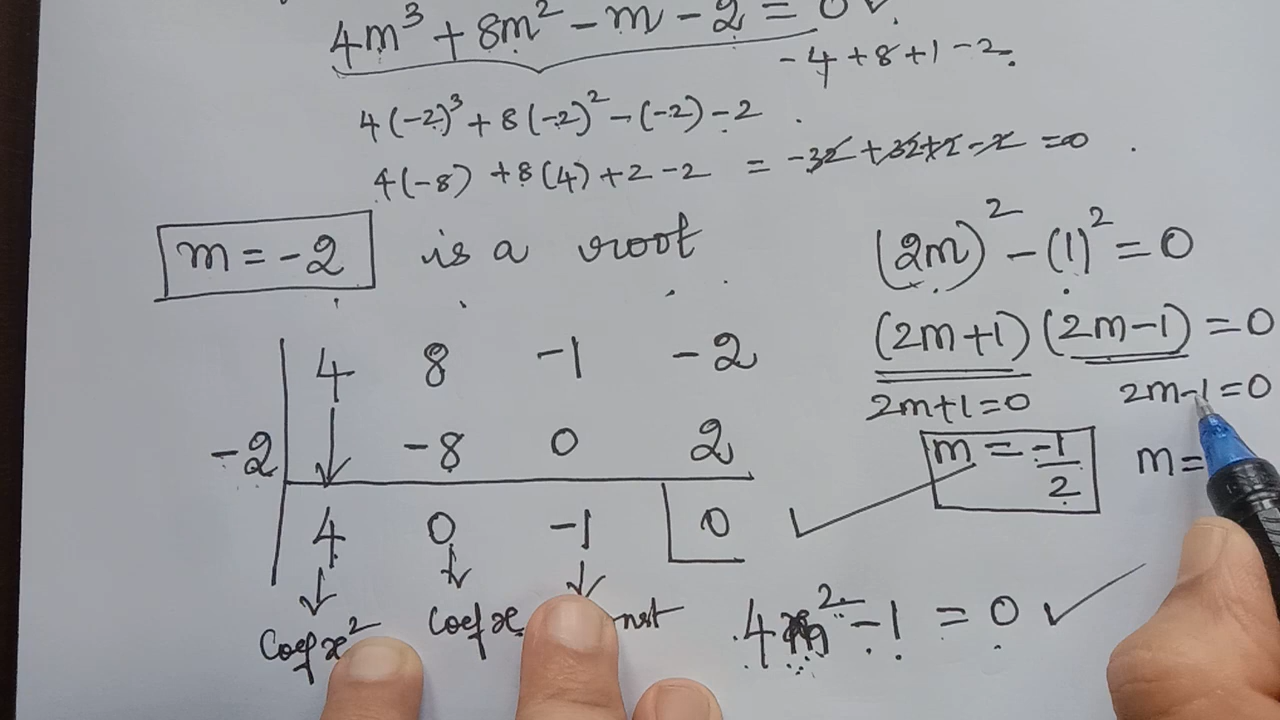 4m³ + 8m² - m - 2 = 0 ✓.
- 4 + 8 + 1 - 2.
4(-2)³ + 8(-2)² - (-2) - 2
4(-8) + 8(4) + 2 - 2 = -32 + 32 + 2 - 2 = 0
m = -2 is a root
4 8 -1 -2
-2 -8 0 2
4 0 -1 0
Coef x² Coef x nst
(2m)² - (1)² = 0
(2m+1) (2m-1) = 0
2m+1=0 2m-1=0
m = -1/2 m=
4m² - 1 = 0 ✓